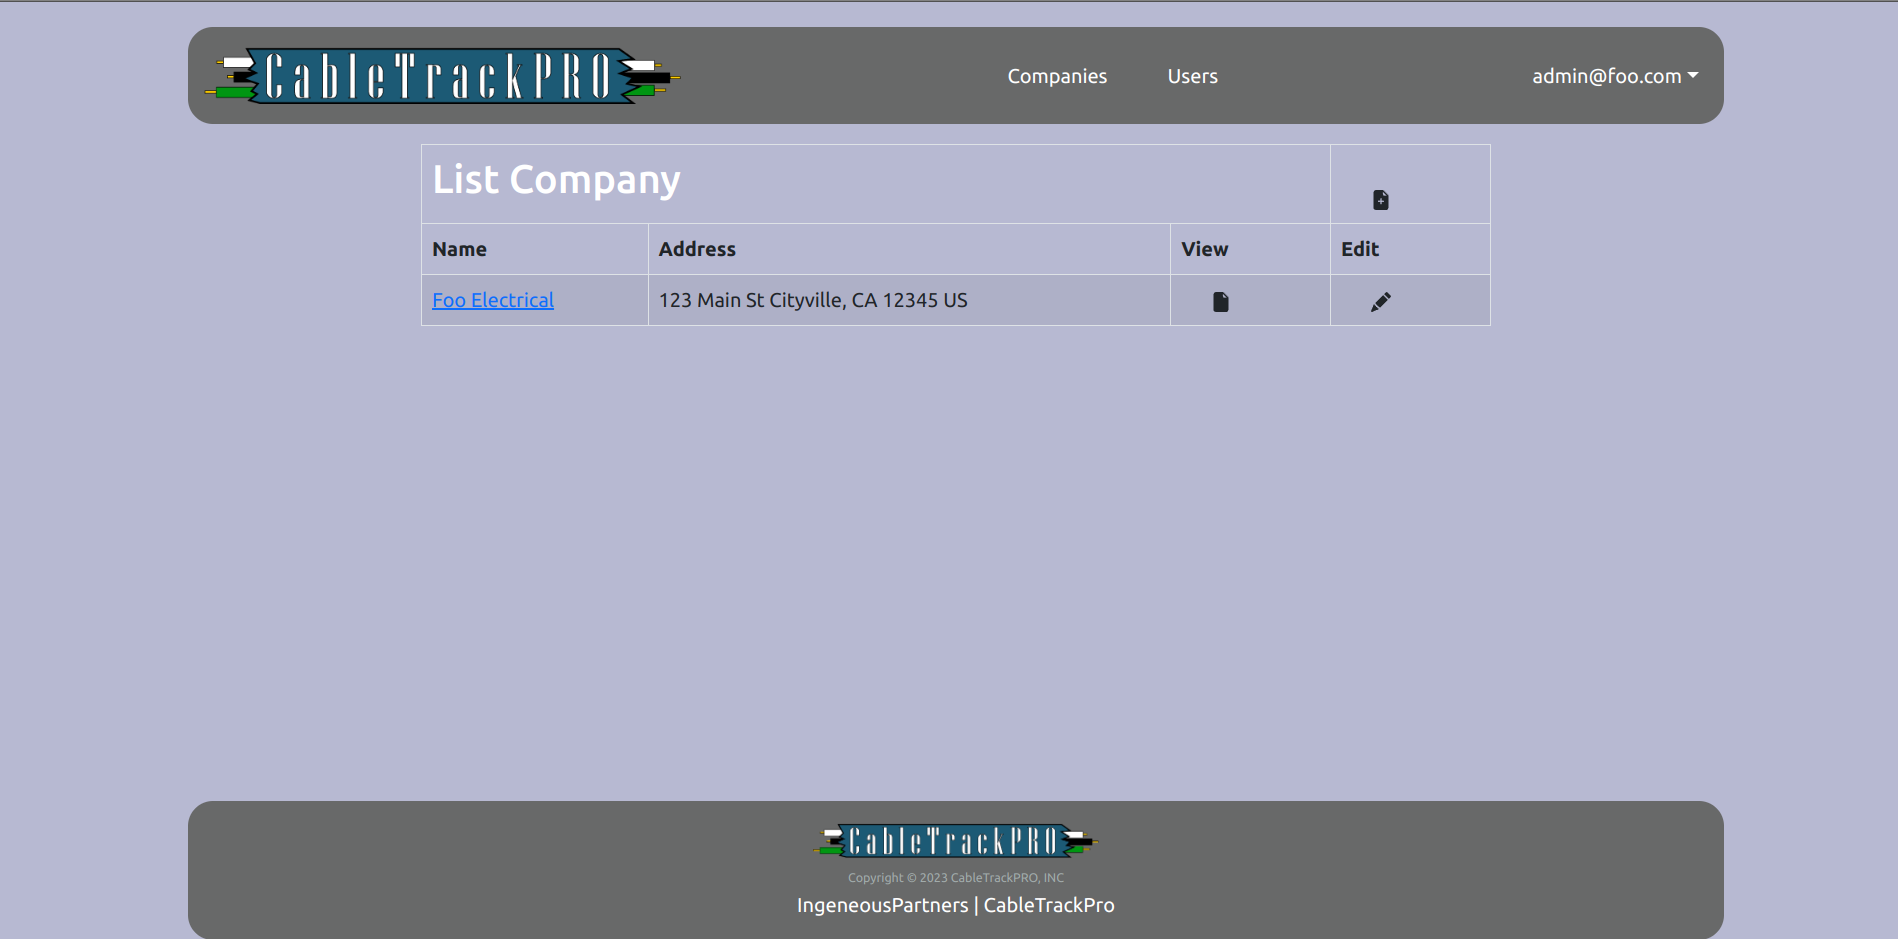 CableTrackPRO
Companies Users admin@foo.com
List Company
Name Address View Edit
Foo Electrical 123 Main St Cityville, CA 12345 US
CableTrackPRO
Copyright © 2023 CableTrackPRO, INC
IngeneousPartners | CableTrackPro